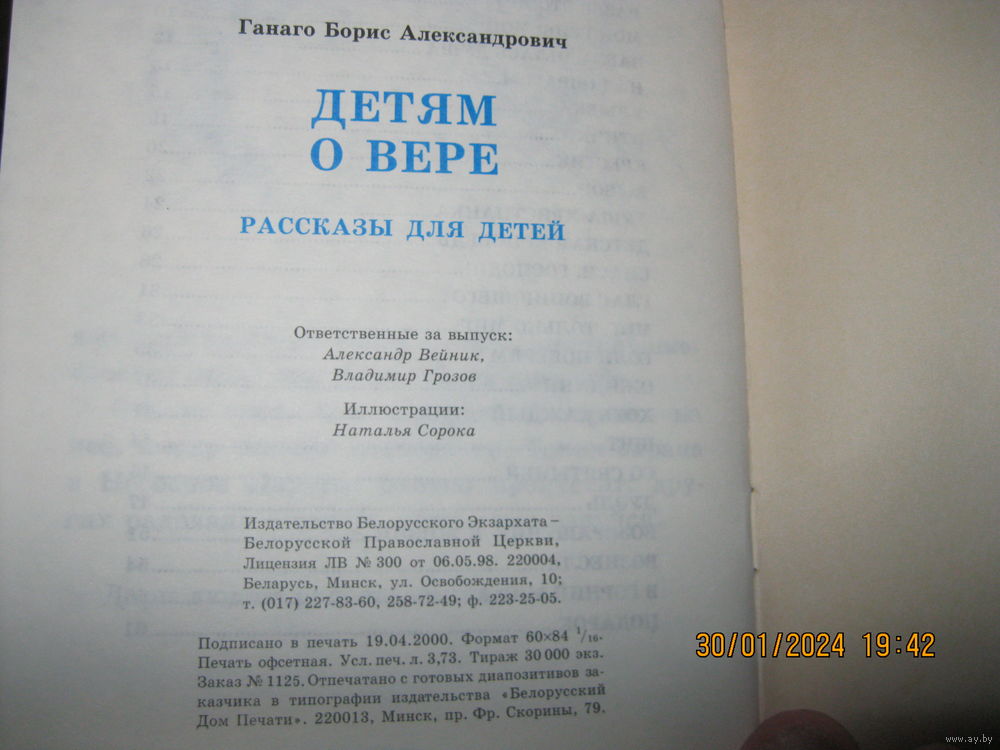 Ганаго Борис Александрович
ДЕТЯМ
О ВЕРЕ
РАССКАЗЫ ДЛЯ ДЕТЕЙ
Ответственные за выпуск:
Александр Вейник,
Владимир Грозов
Иллюстрации:
Наталья Сорока
Издательство Белорусского Экзархата –
Белорусской Православной Церкви,
Лицензия ЛВ № 300 от 06.05.98. 220004,
Беларусь, Минск, ул. Освобождения, 10;
т. (017) 227-83-60, 258-72-49; ф. 223-25-05.
Подписано в печать 19.04.2000. Формат 60×84 1/16.
Печать офсетная. Усл. печ. л. 3,73. Тираж 30 000 экз.
Заказ № 1125. Отпечатано с готовых диапозитивов за-
казчика в типографии издательства «Белорусский
Дом Печати». 220013, Минск, пр. Фр. Скорины, 79.
30/01/2024 19:42
www.ay.by